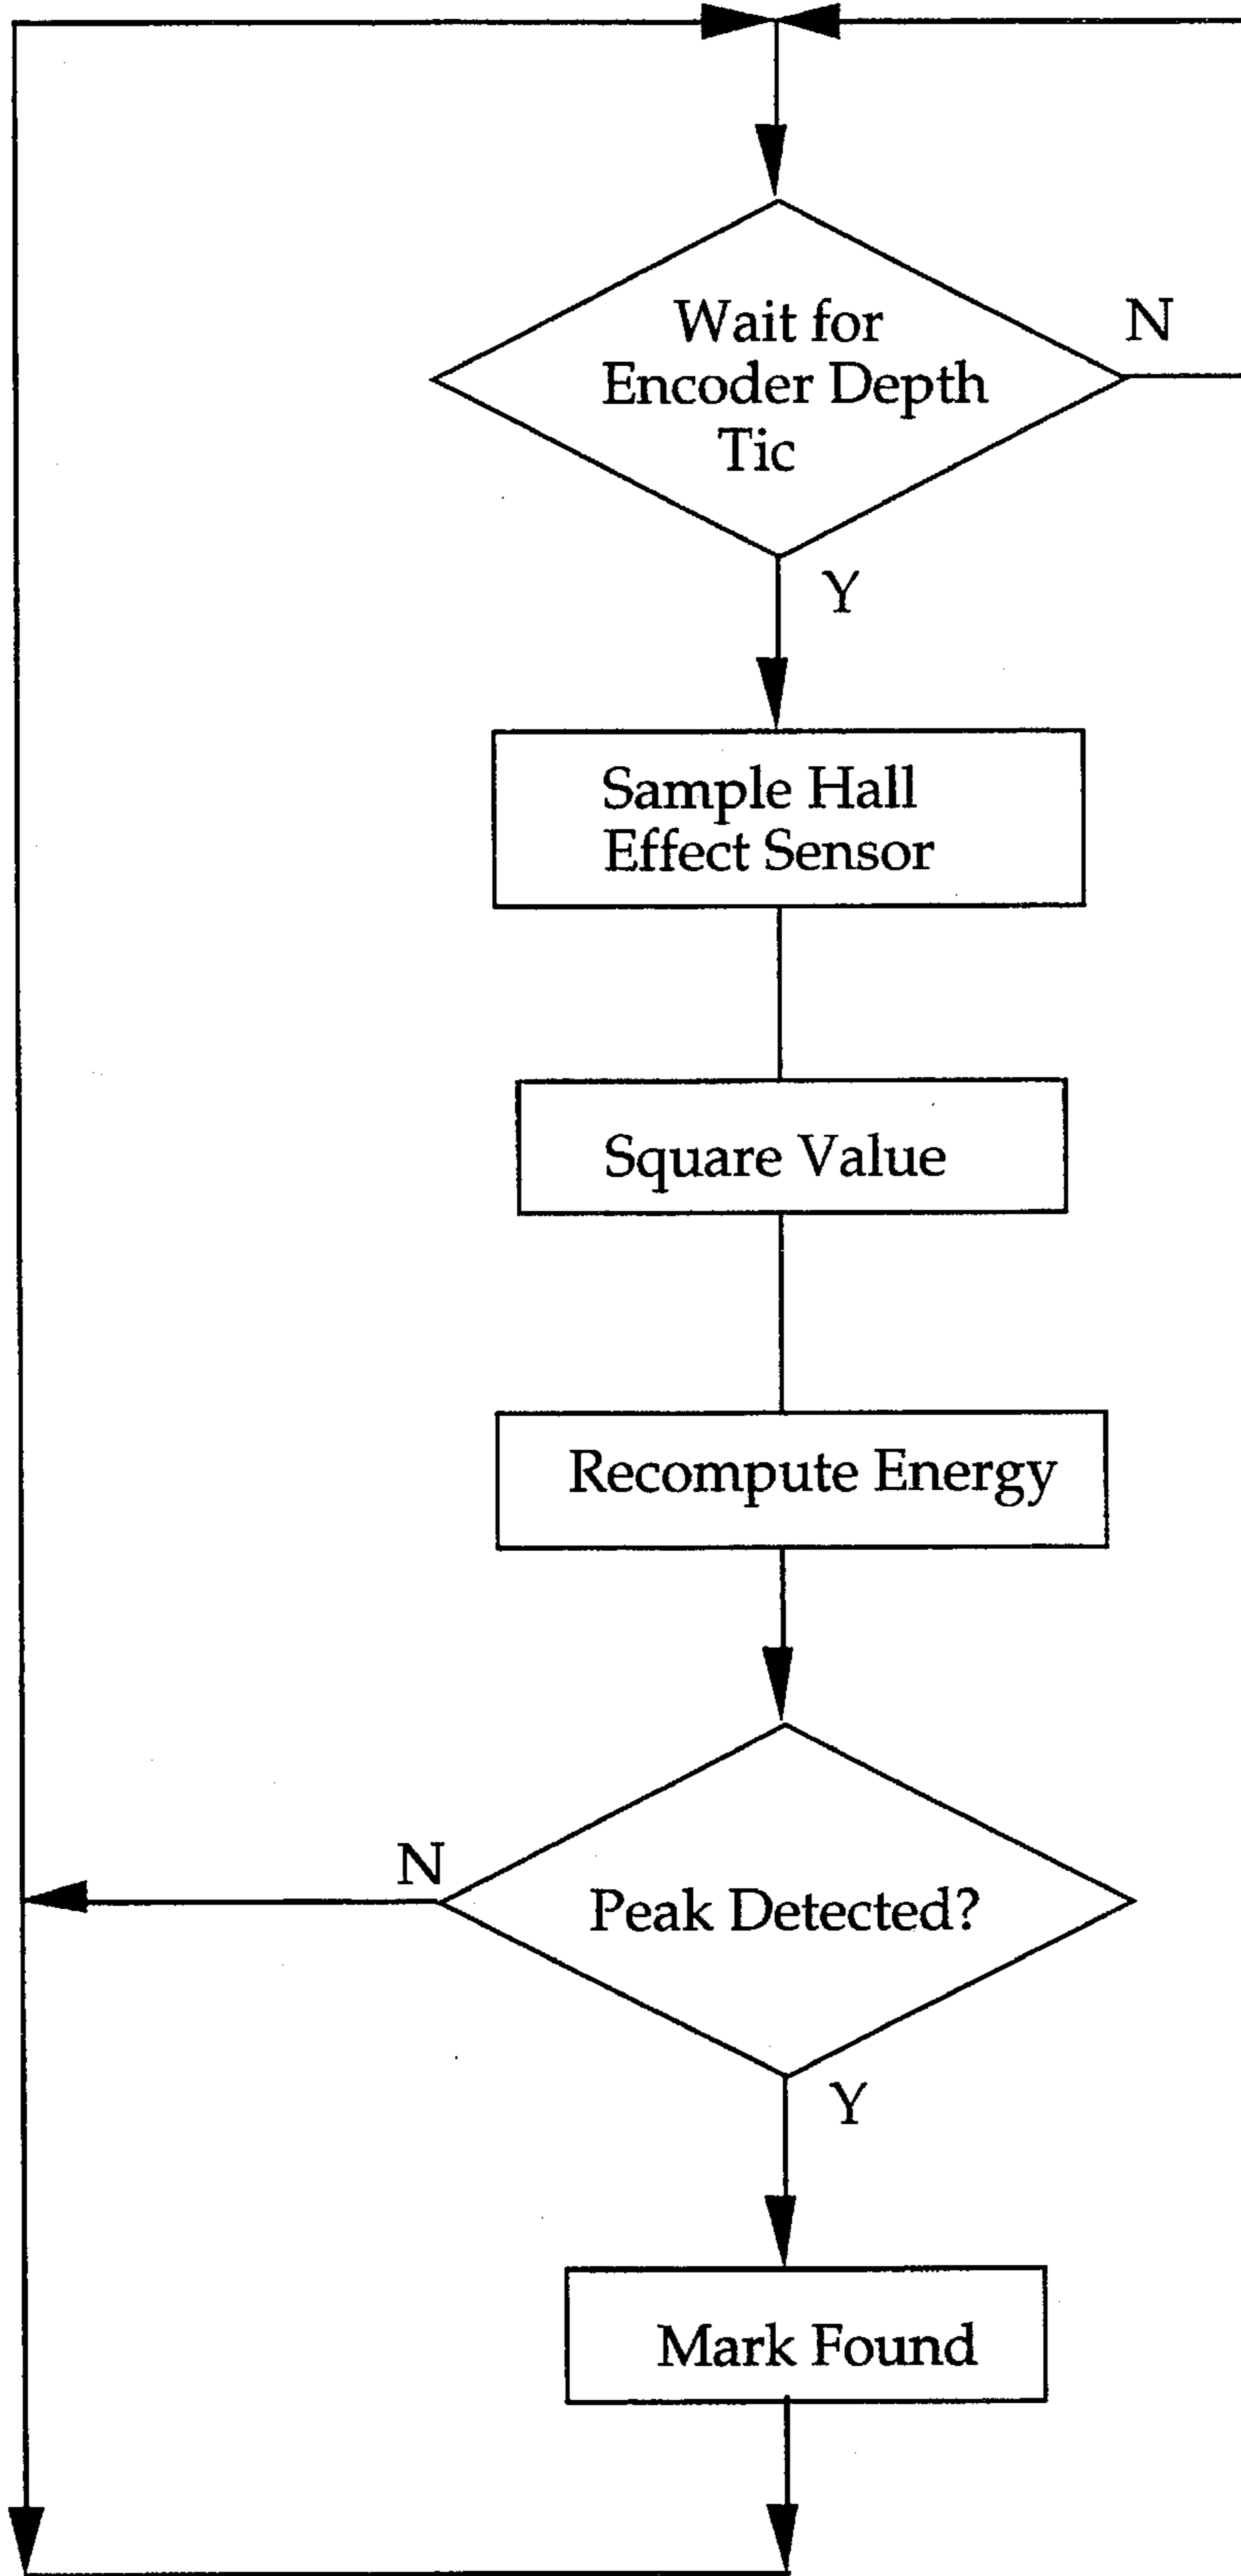 Wait for
N
Encoder Depth
Tic
Y
Sample Hall
Effect Sensor
Square Value
Recompute Energy
N
Peak Detected?
Y
Mark Found